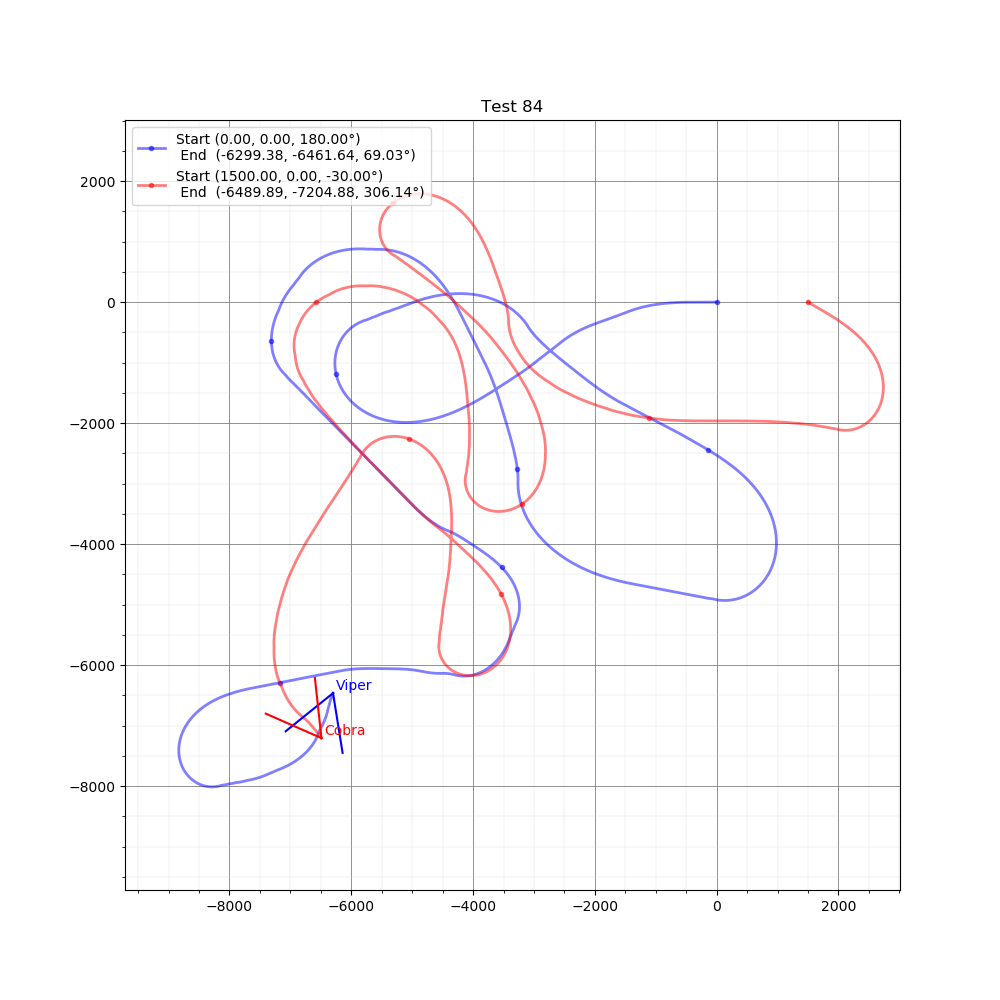 Test 84
Start (0.00, 0.00, 180.00°)
End (-6299.38, -6461.64, 69.03°)
Start (1500.00, 0.00, -30.00°)
End (-6489.89, -7204.88, 306.14°)
2000
0
−2000
−4000
−6000
−8000
Viper
Cobra
−8000 −6000 −4000 −2000 0 2000